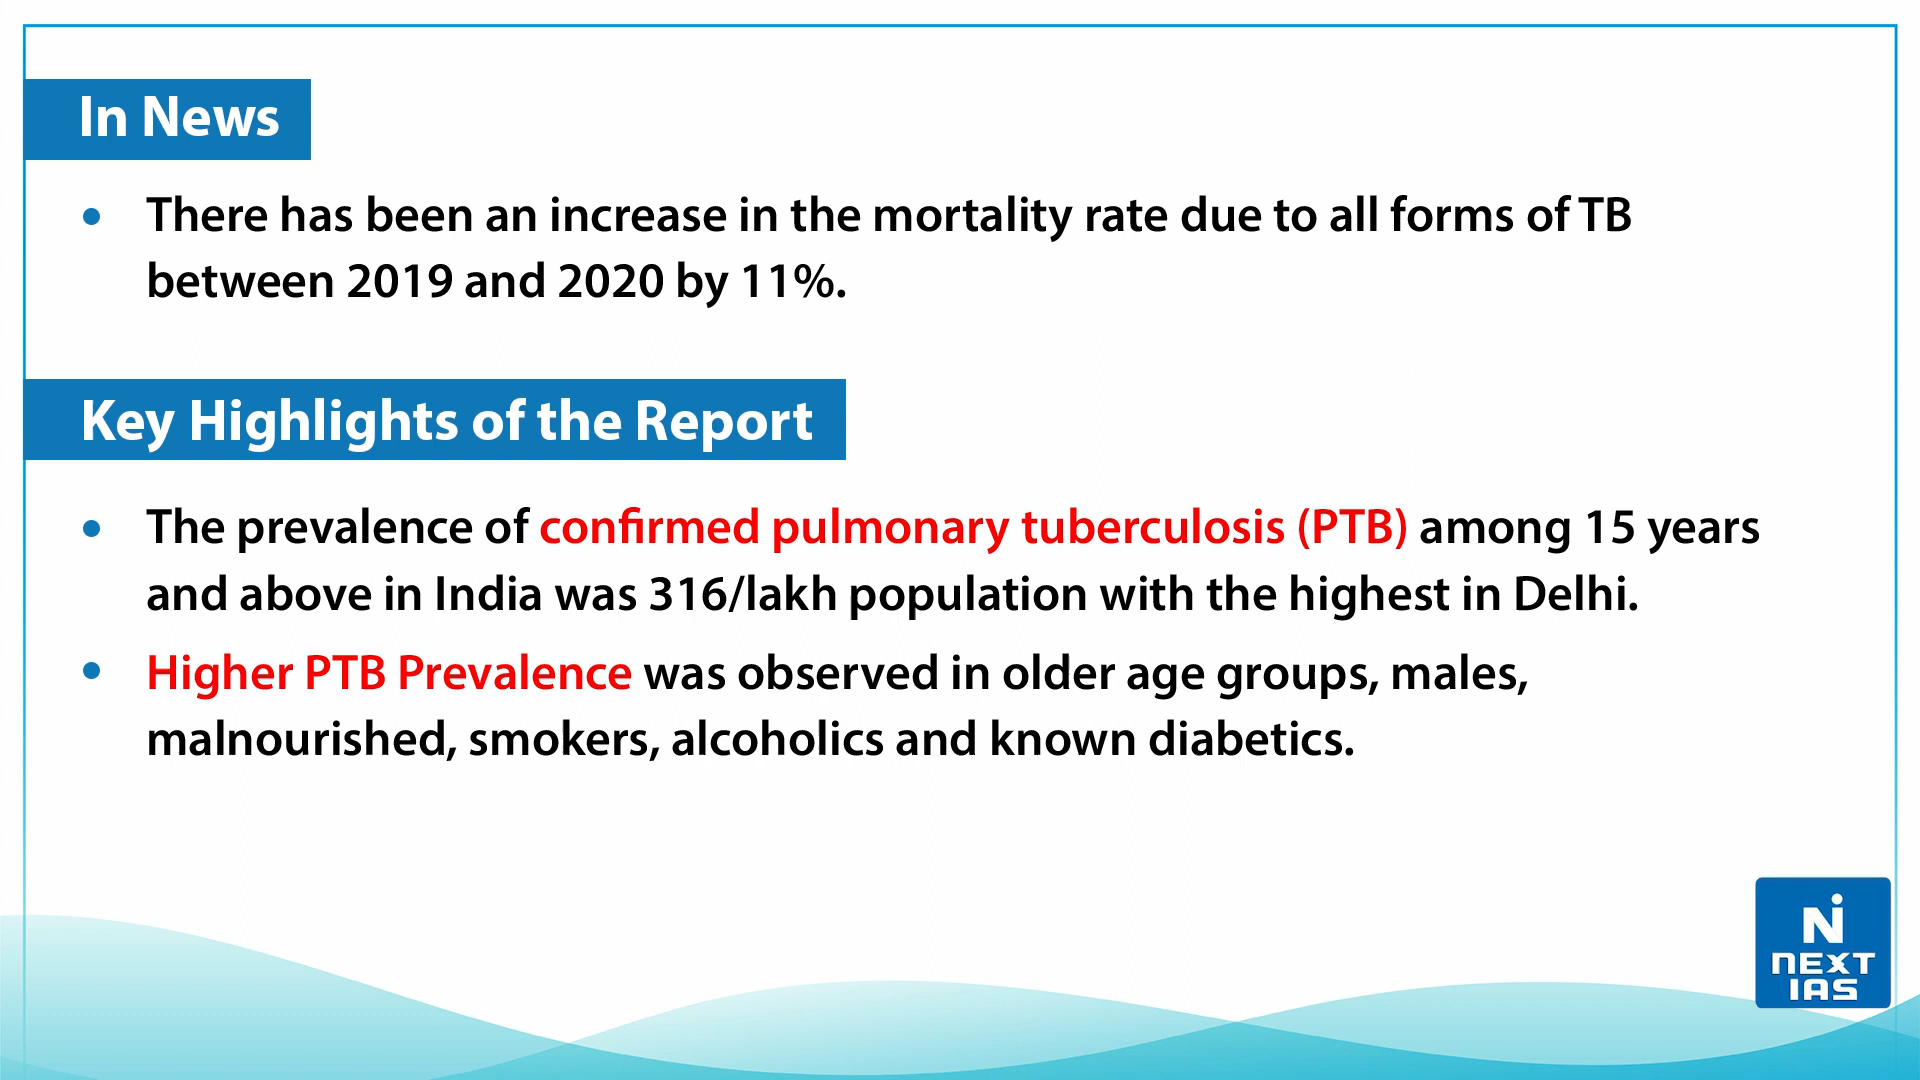 In News
• There has been an increase in the mortality rate due to all forms of TB
between 2019 and 2020 by 11%.
Key Highlights of the Report
• The prevalence of confirmed pulmonary tuberculosis (PTB) among 15 years
and above in India was 316/lakh population with the highest in Delhi.
• Higher PTB Prevalence was observed in older age groups, males,
malnourished, smokers, alcoholics and known diabetics.
N
NEXT
IAS